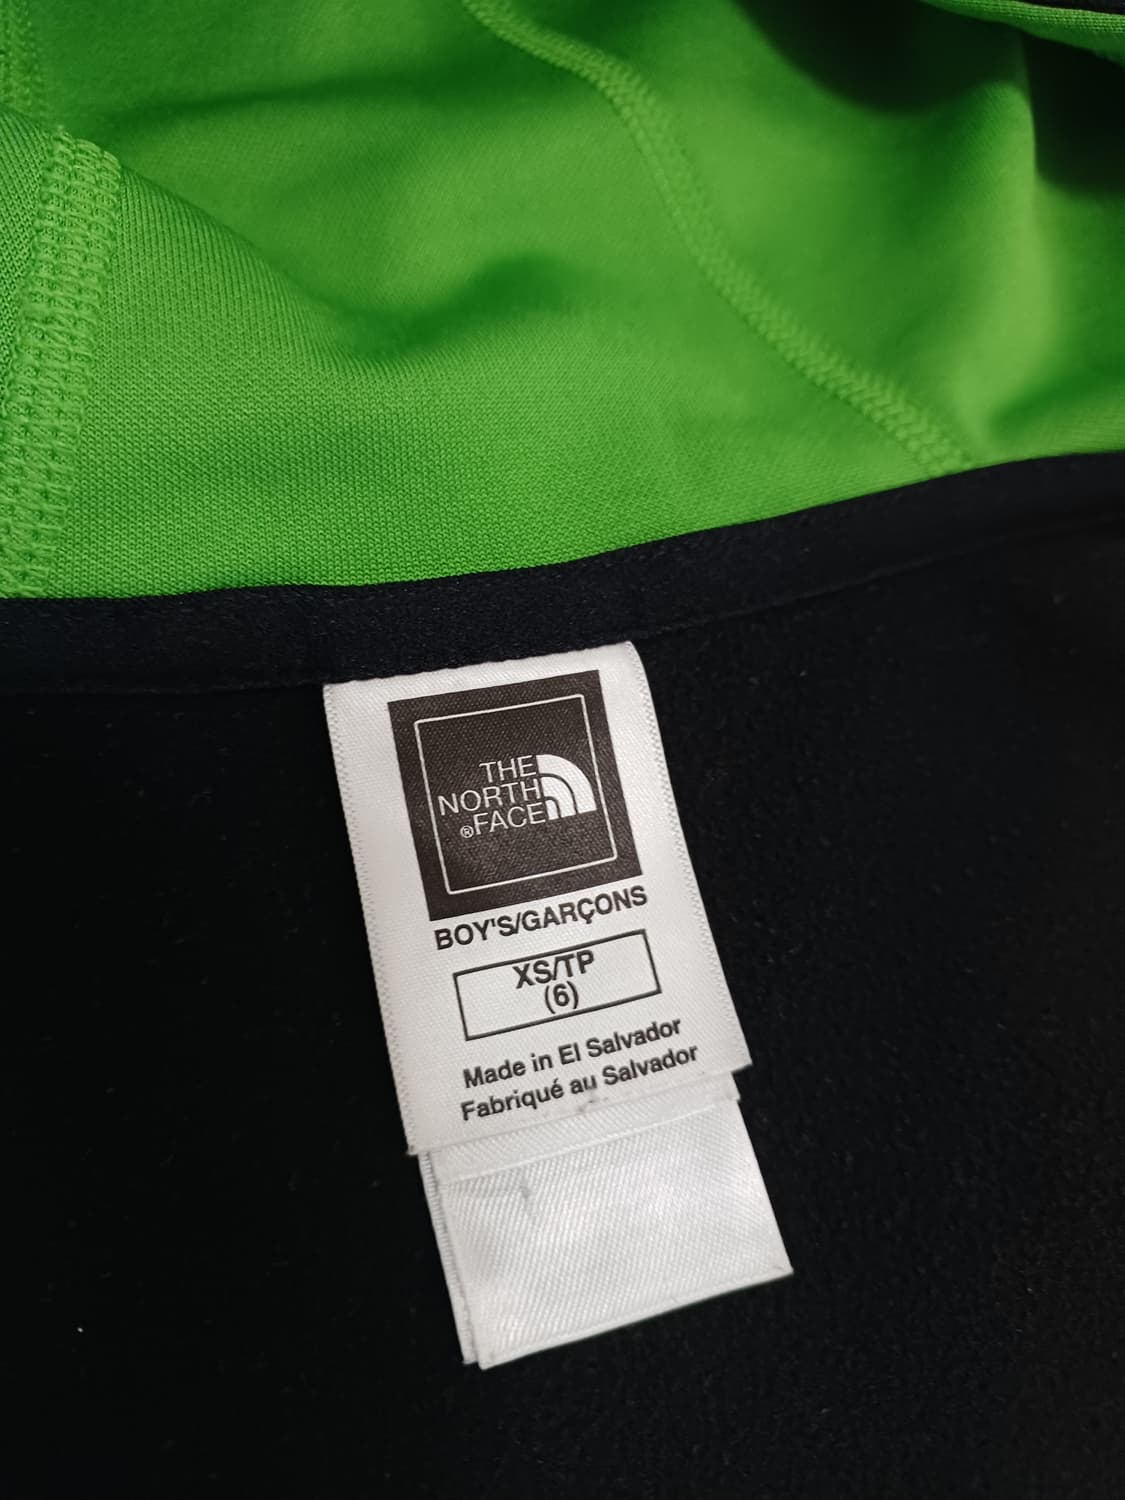 THE
NORTH
®FACE
BOY'S/GARÇONS
XS/TP
(6)
Made in El Salvador
Fabriqué au Salvador